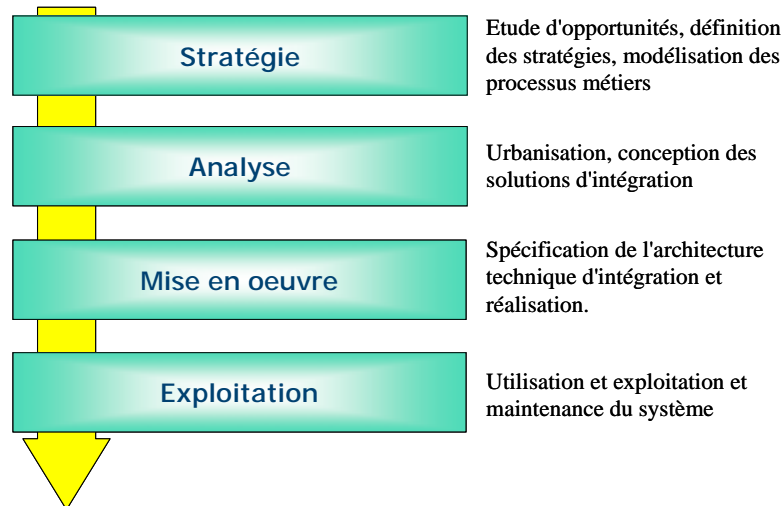 Stratégie
Etude d'opportunités, définition
des stratégies, modélisation des
processus métiers
Analyse
Urbanisation, conception des
solutions d'intégration
Mise en oeuvre
Spécification de l'architecture
technique d'intégration et
réalisation.
Exploitation
Utilisation et exploitation et
maintenance du système